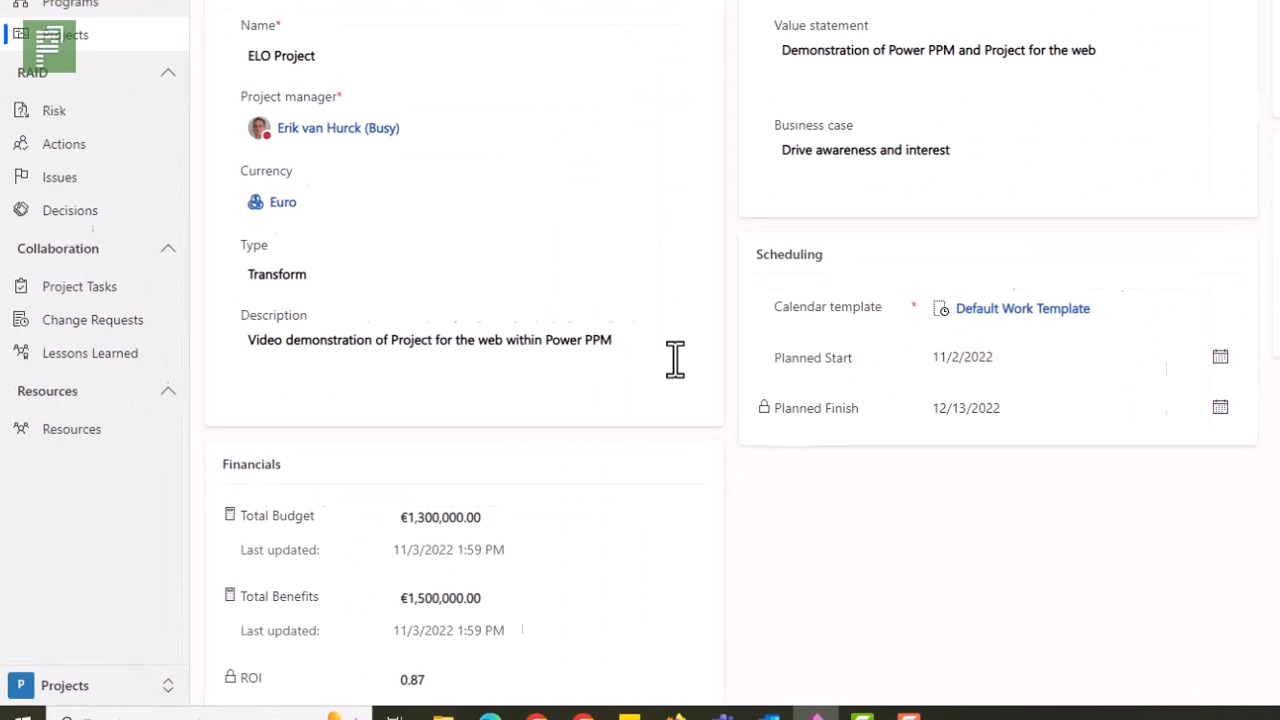 Programs
Projects
RAID
Risk
Actions
Issues
Decisions
Collaboration
Project Tasks
Change Requests
Lessons Learned
Resources
Resources
P Projects
Name*
ELO Project
Project manager*
Erik van Hurck (Busy)
Currency
Euro
Type
Transform
Description
Video demonstration of Project for the web within Power PPM
Financials
Total Budget €1,300,000.00
Last updated: 11/3/2022 1:59 PM
Total Benefits €1,500,000.00
Last updated: 11/3/2022 1:59 PM
ROI 0.87
Value statement
Demonstration of Power PPM and Project for the web
Business case
Drive awareness and interest
Scheduling
Calendar template * Default Work Template
Planned Start 11/2/2022
Planned Finish 12/13/2022